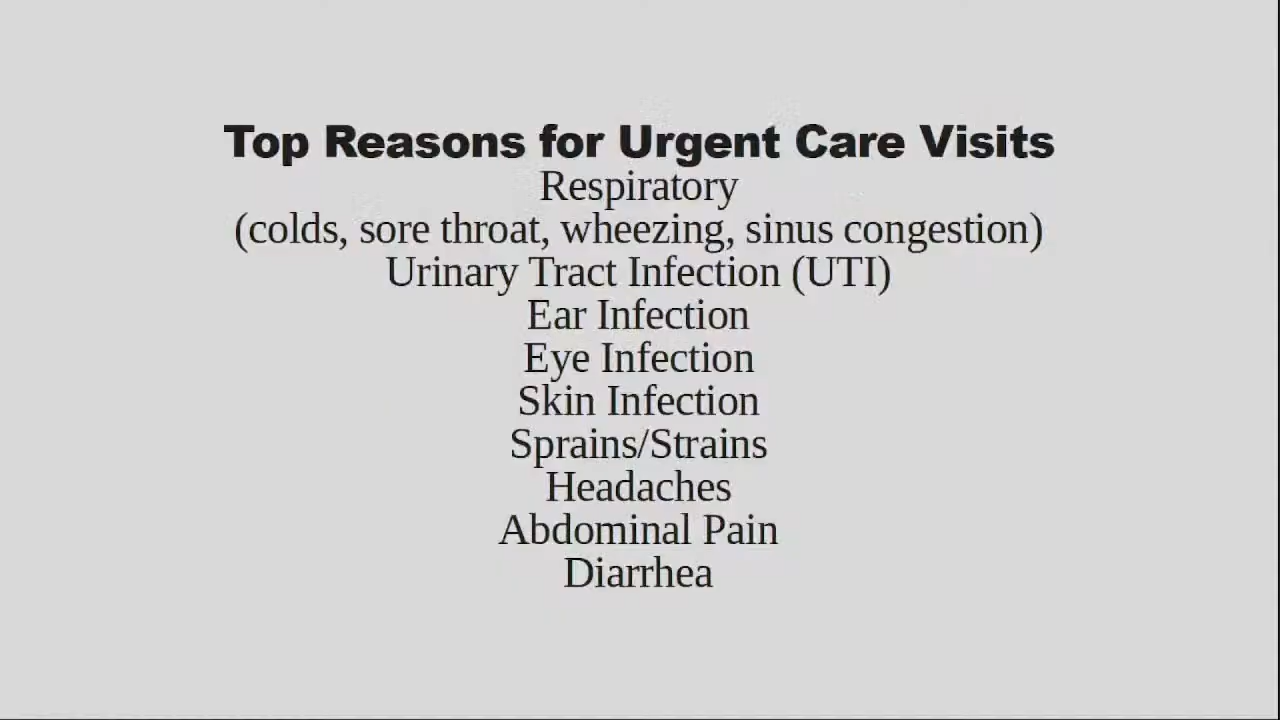 Top Reasons for Urgent Care Visits
Respiratory
(colds, sore throat, wheezing, sinus congestion)
Urinary Tract Infection (UTI)
Ear Infection
Eye Infection
Skin Infection
Sprains/Strains
Headaches
Abdominal Pain
Diarrhea